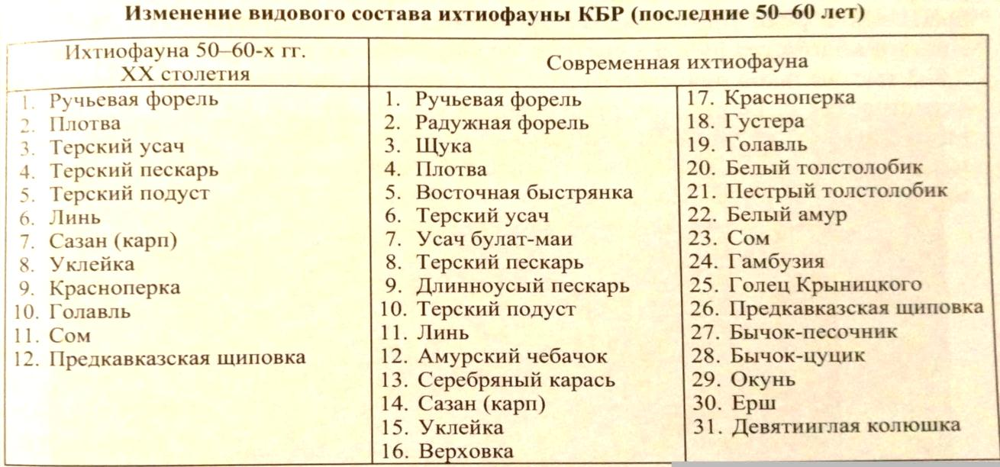 Изменение видового состава ихтиофауны КБР (последние 50–60 лет)
Ихтиофауна 50–60-х гг.
XX столетия
1. Ручьевая форель
2. Плотва
3. Терский усач
4. Терский пескарь
5. Терский подуст
6. Линь
7. Сазан (карп)
8. Уклейка
9. Красноперка
10. Голавль
11. Сом
12. Предкавказская щиповка
Современная ихтиофауна
1. Ручьевая форель
2. Радужная форель
3. Щука
4. Плотва
5. Восточная быстрянка
6. Терский усач
7. Усач булат-маи
8. Терский пескарь
9. Длинноусый пескарь
10. Терский подуст
11. Линь
12. Амурский чебачок
13. Серебряный карась
14. Сазан (карп)
15. Уклейка
16. Верховка
17. Красноперка
18. Густера
19. Голавль
20. Белый толстолобик
21. Пестрый толстолобик
22. Белый амур
23. Сом
24. Гамбузия
25. Голец Крыницкого
26. Предкавказская щиповка
27. Бычок-песочник
28. Бычок-цуцик
29. Окунь
30. Ерш
31. Девятииглая колюшка